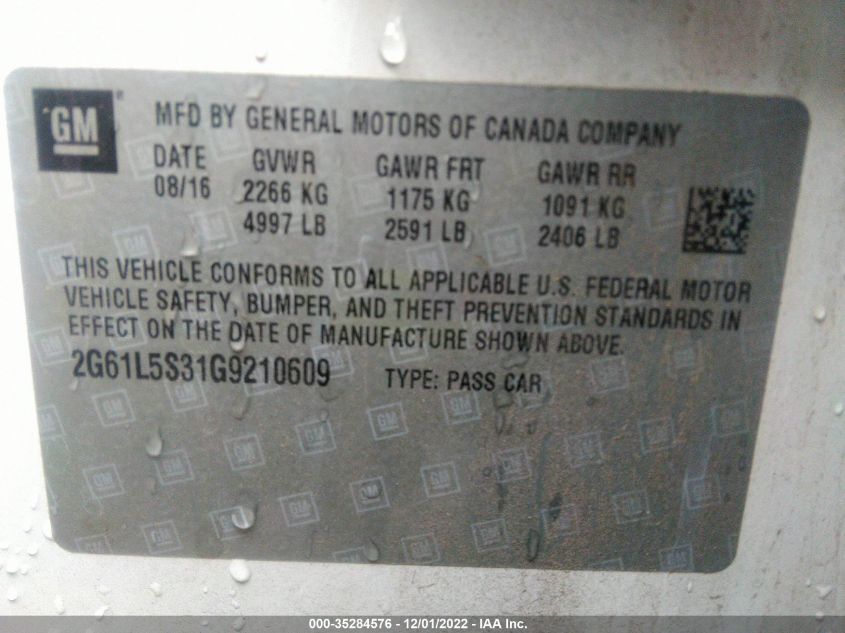 GM ®
MFD BY GENERAL MOTORS OF CANADA COMPANY
DATE GVWR GAWR FRT GAWR RR
08/16 2266 KG 1175 KG 1091 KG
4997 LB 2591 LB 2406 LB
THIS VEHICLE CONFORMS TO ALL APPLICABLE U.S. FEDERAL MOTOR
VEHICLE SAFETY, BUMPER, AND THEFT PREVENTION STANDARDS IN
EFFECT ON THE DATE OF MANUFACTURE SHOWN ABOVE.
2G61L5S31G9210609 TYPE: PASS CAR
000-35284576 - 12/01/2022 - IAA Inc.